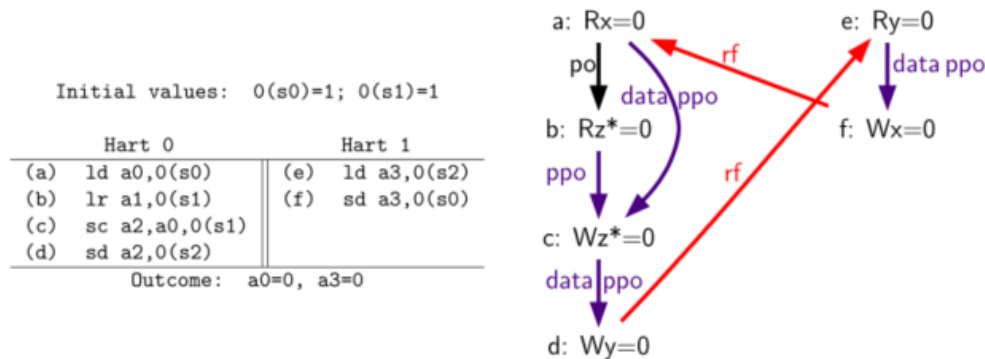 Initial values: 0(s0)=1; 0(s1)=1
Hart 0 Hart 1
(a) ld a0,0(s0) (e) ld a3,0(s2)
(b) lr a1,0(s1) (f) sd a3,0(s0)
(c) sc a2,a0,0(s1)
(d) sd a2,0(s2)
Outcome: a0=0, a3=0
a: Rx=0 e: Ry=0
rf
po data ppo
data ppo
b: Rz*=0 f: Wx=0
ppo rf
c: Wz*=0
data ppo
d: Wy=0